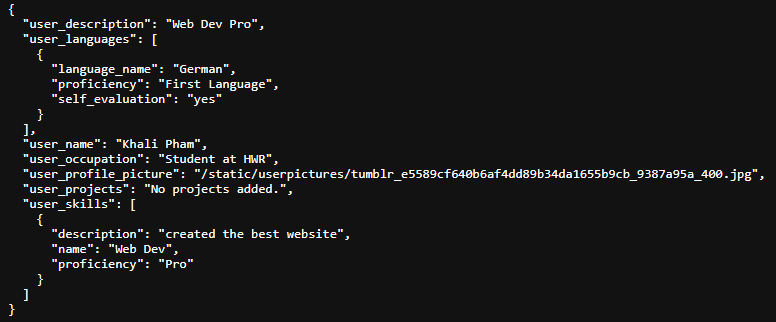 {
  "user_description": "Web Dev Pro",
  "user_languages": [
    {
      "language_name": "German",
      "proficiency": "First Language",
      "self_evaluation": "yes"
    }
  ],
  "user_name": "Khali Pham",
  "user_occupation": "Student at HWR",
  "user_profile_picture": "/static/userpictures/tumblr_e5589cf640b6af4dd89b34da1655b9cb_9387a95a_400.jpg",
  "user_projects": "No projects added.",
  "user_skills": [
    {
      "description": "created the best website",
      "name": "Web Dev",
      "proficiency": "Pro"
    }
  ]
}